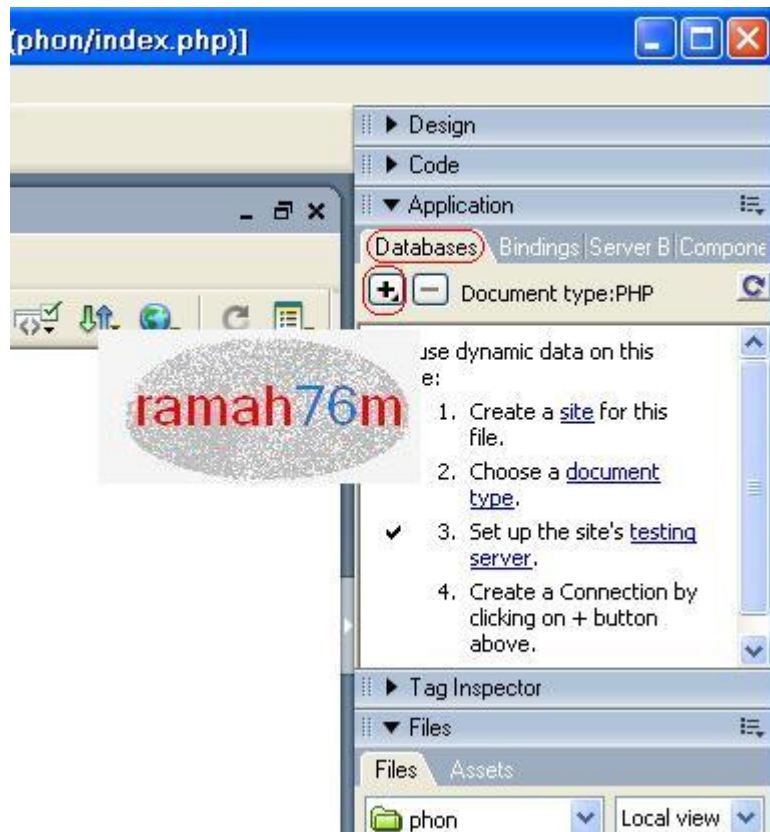 (phon/index.php)]
Design
Code
Application
Databases Bindings Server B Compone
Document type:PHP
use dynamic data on this
e:
1. Create a site for this
file.
2. Choose a document
type.
3. Set up the site's testing
server.
4. Create a Connection by
clicking on + button
above.
ramah76m
Tag Inspector
Files
Files Assets
phon Local view